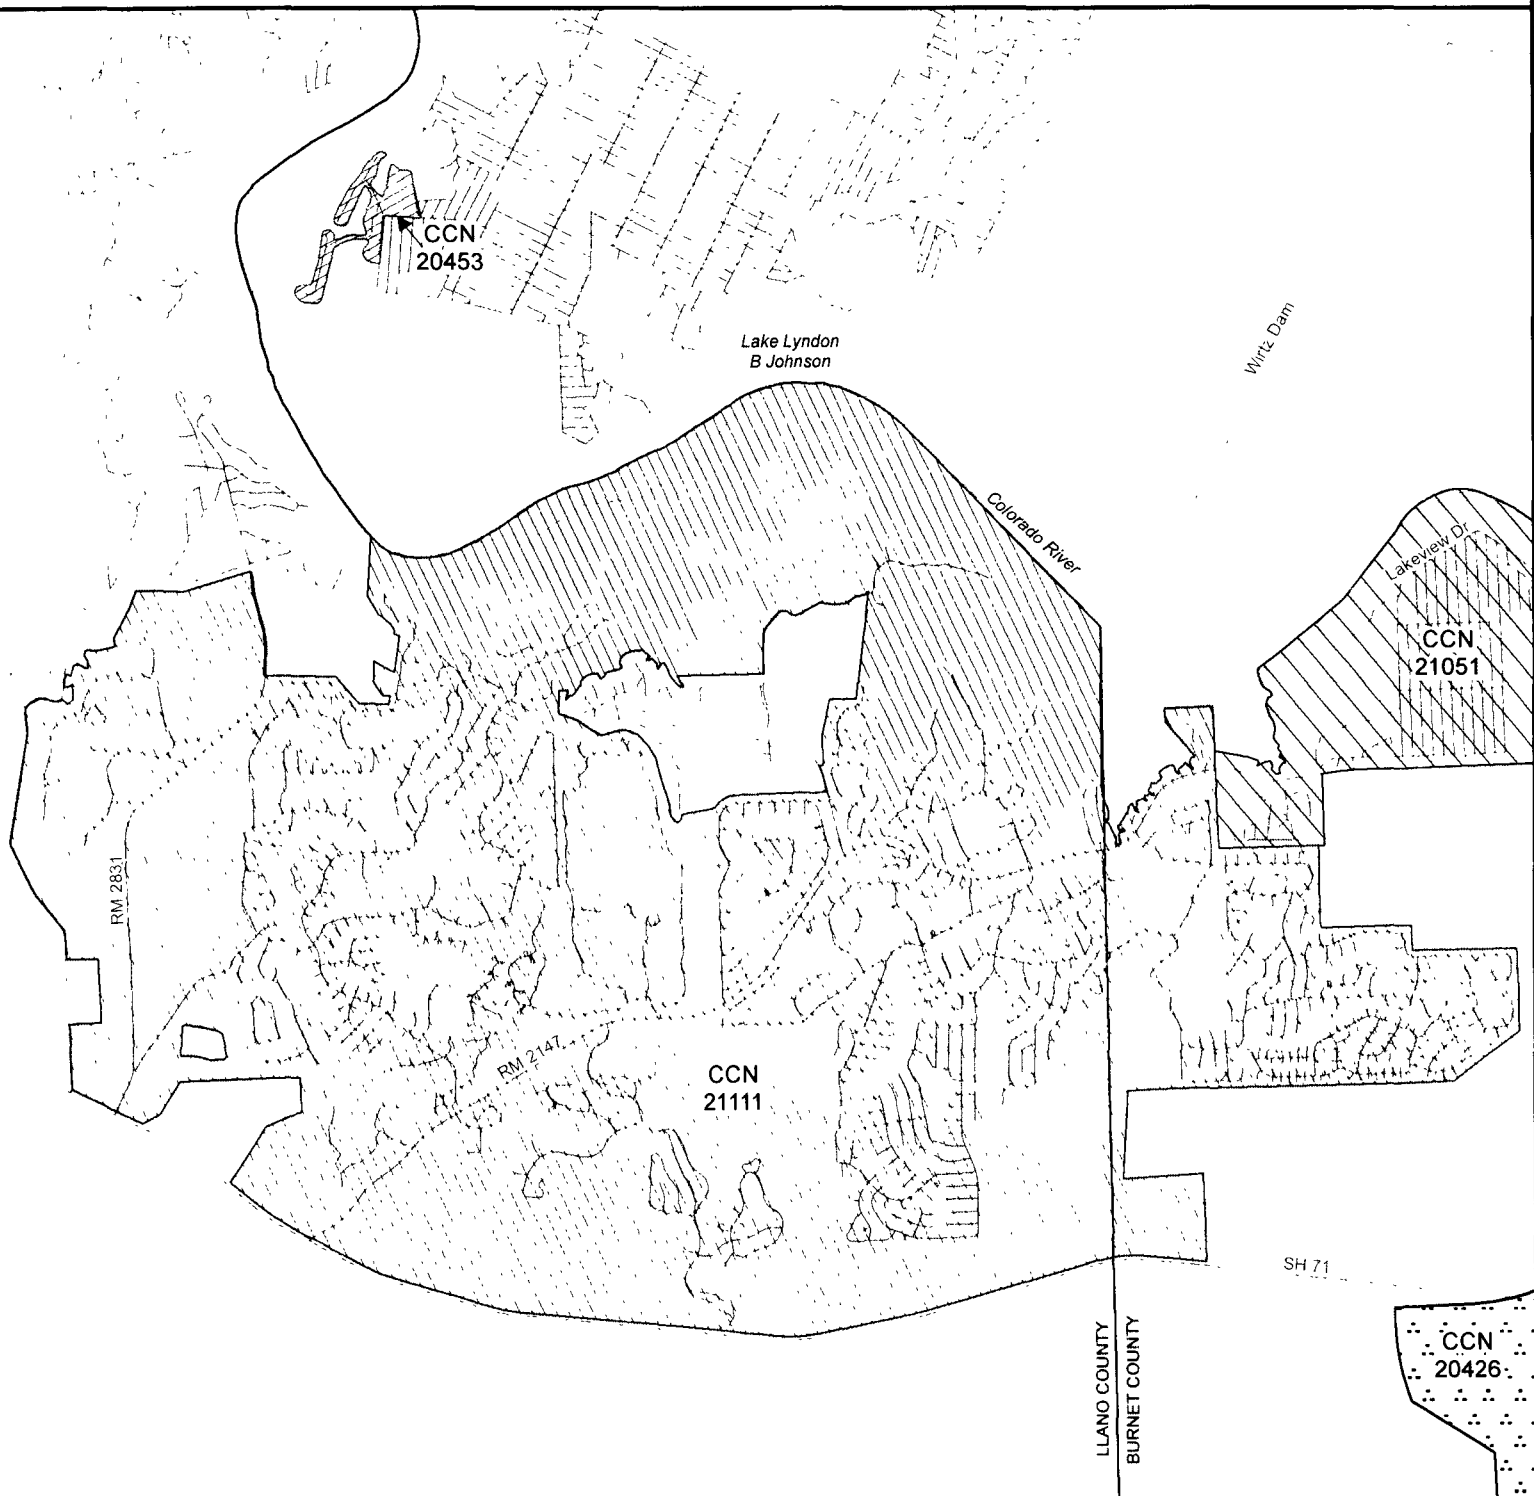 CCN
20453
Lake Lyndon
B Johnson
Wirtz Dam
Colorado River
Lakeview Dr
CCN
21051
RM 2831
RM 2147
CCN
21111
SH 71
LLANO COUNTY
BURNET COUNTY
CCN
20426